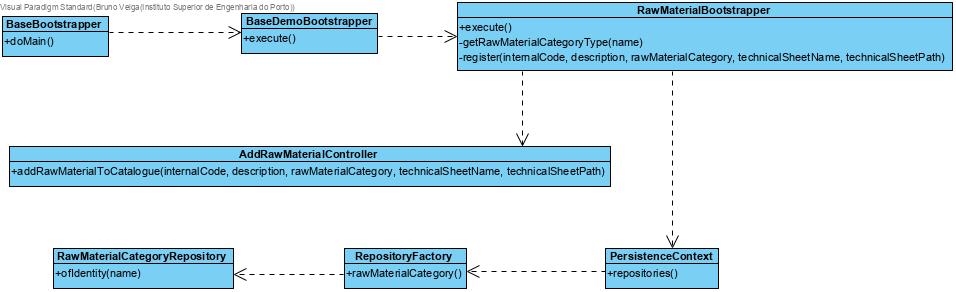 Visual Paradigm Standard(Bruno Veiga(Instituto Superior de Engenharia do Porto))
BaseBootstrapper
+doMain()
BaseDemoBootstrapper
+execute()
RawMaterialBootstrapper
+execute()
-getRawMaterialCategoryType(name)
-register(internalCode, description, rawMaterialCategory, technicalSheetName, technicalSheetPath)
AddRawMaterialController
+addRawMaterialToCatalogue(internalCode, description, rawMaterialCategory, technicalSheetName, technicalSheetPath)
RawMaterialCategoryRepository
+ofIdentity(name)
RepositoryFactory
+rawMaterialCategory()
PersistenceContext
+repositories()